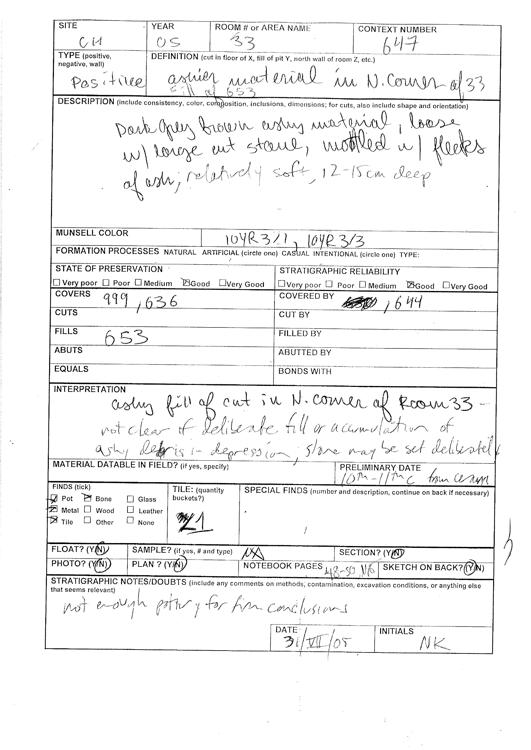 SITE YEAR ROOM # or AREA NAME CONTEXT NUMBER
CH 05 33 647
TYPE (positive, negative, wall) DEFINITION (cut in floor of X, fill of pit Y, north wall of room Z, etc.)
Positive ashier material in N. Corner of 33
fill of 653
DESCRIPTION (include consistency, color, composition, inclusions, dimensions; for cuts, also include shape and orientation)
Dark grey brown ashy material, loose
w/ large cut stone, mottled w/ flecks
of ash, relatively soft, 12-15cm deep
MUNSELL COLOR 10YR 3/1, 10YR 3/3
FORMATION PROCESSES NATURAL ARTIFICIAL (circle one) CASUAL INTENTIONAL (circle one) TYPE:
STATE OF PRESERVATION STRATIGRAPHIC RELIABILITY
☐Very poor ☐Poor ☐Medium ☒Good ☐Very Good ☐Very poor ☐Poor ☐Medium ☒Good ☐Very Good
COVERS 999, 636 COVERED BY , 644
CUTS CUT BY
FILLS 653 FILLED BY
ABUTS ABUTTED BY
EQUALS BONDS WITH
INTERPRETATION
ashy fill of cut in N. corner of Room 33 -
not clear if deliberate fill or accumulation of
ashy debris in depression, stone may be set deliberately
MATERIAL DATABLE IN FIELD? (if yes, specify) PRELIMINARY DATE
10th-11th c from ceram
FINDS (tick) TILE: (quantity buckets?) SPECIAL FINDS (number and description, continue on back if necessary)
☒ Pot ☒ Bone ☐ Glass
☒ Metal ☐ Wood ☐ Leather 1
☒ Tile ☐ Other ☐ None
FLOAT? (Y/N) SAMPLE? (if yes, # and type) NA SECTION? (Y/N)
PHOTO? (Y/N) PLAN ? (Y/N) NOTEBOOK PAGES 48-50 SKETCH ON BACK? (Y/N)
STRATIGRAPHIC NOTES/DOUBTS (include any comments on methods, contamination, excavation conditions, or anything else
that seems relevant)
not enough pottery for firm conclusions
DATE INITIALS
31/VII/05 NK